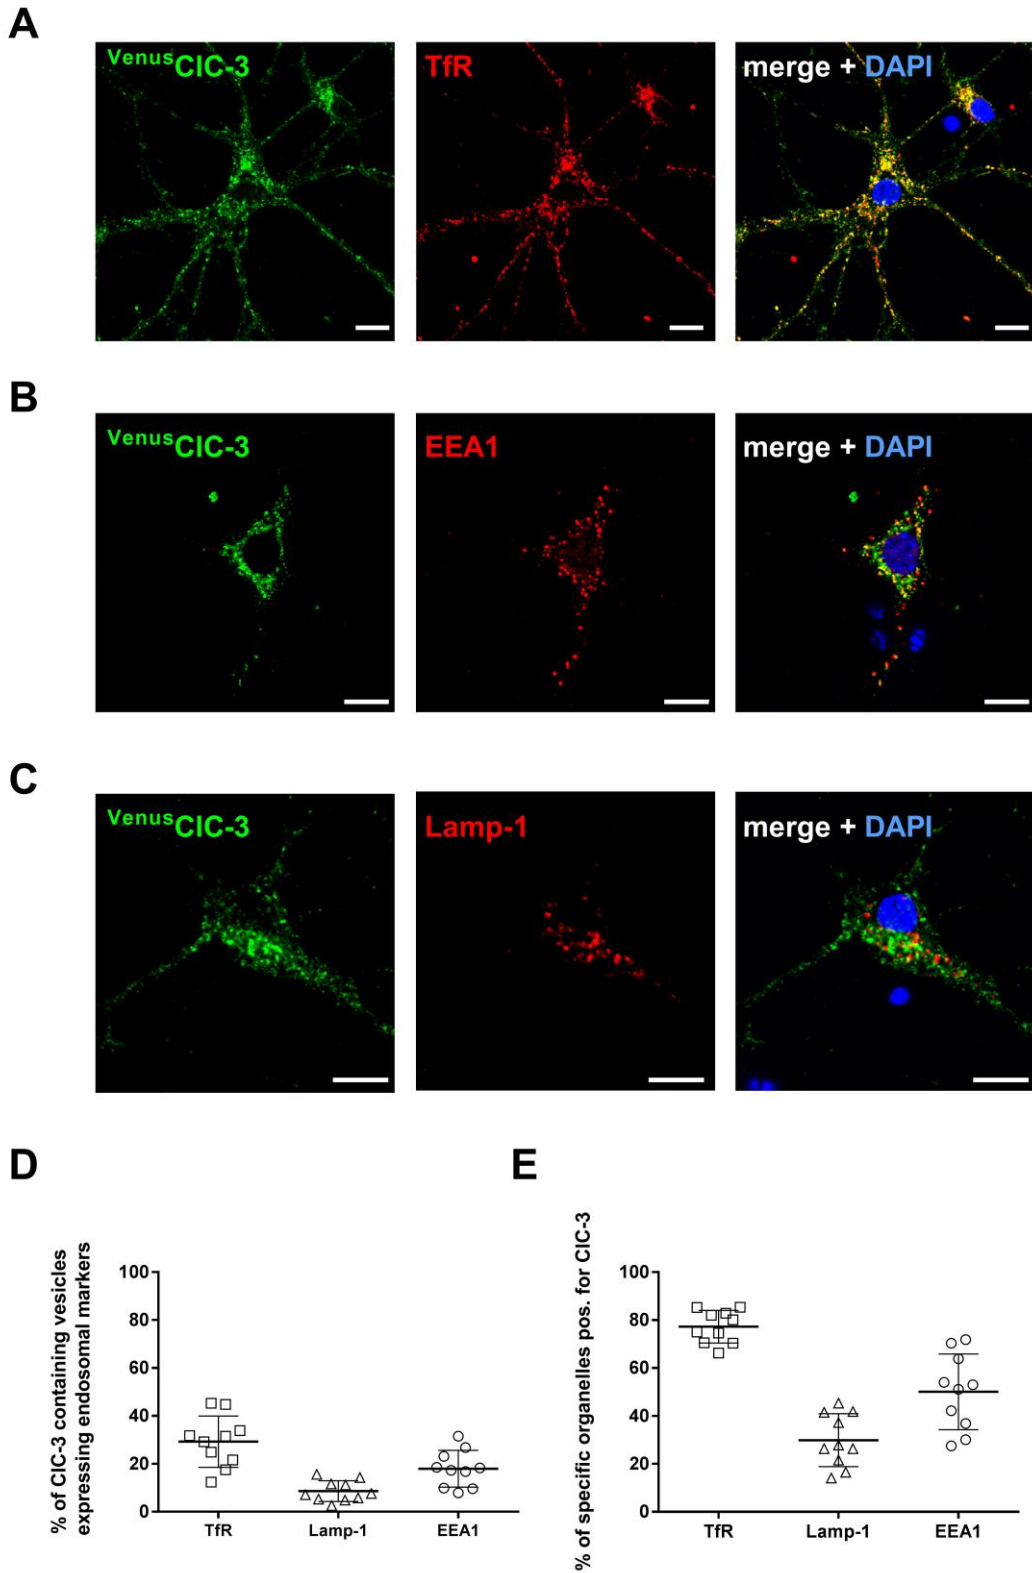 A
VenusClC-3
TfR
merge + DAPI
B
VenusClC-3
EEA1
merge + DAPI
C
VenusClC-3
Lamp-1
merge + DAPI
D
% of ClC-3 containing vesicles
expressing endosomal markers
100
80
60
40
20
0
TfR
Lamp-1
EEA1
E
% of specific organelles pos. for ClC-3
100
80
60
40
20
0
TfR
Lamp-1
EEA1